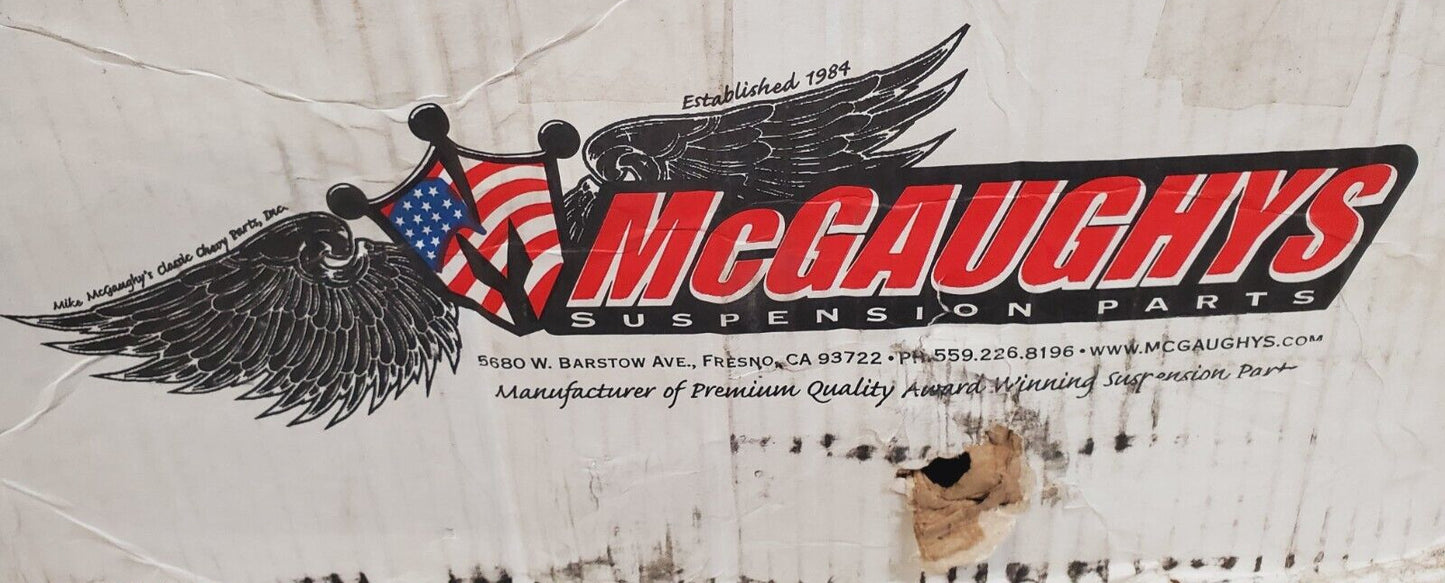 Established 1984
Mike McGaughy's Classic Chevy Parts, Inc.
McGAUGHYS
SUSPENSION PARTS
5680 W. BARSTOW AVE., FRESNO, CA 93722 • PH. 559.226.8196 • WWW.MCGAUGHYS.COM
Manufacturer of Premium Quality Award Winning Suspension Part